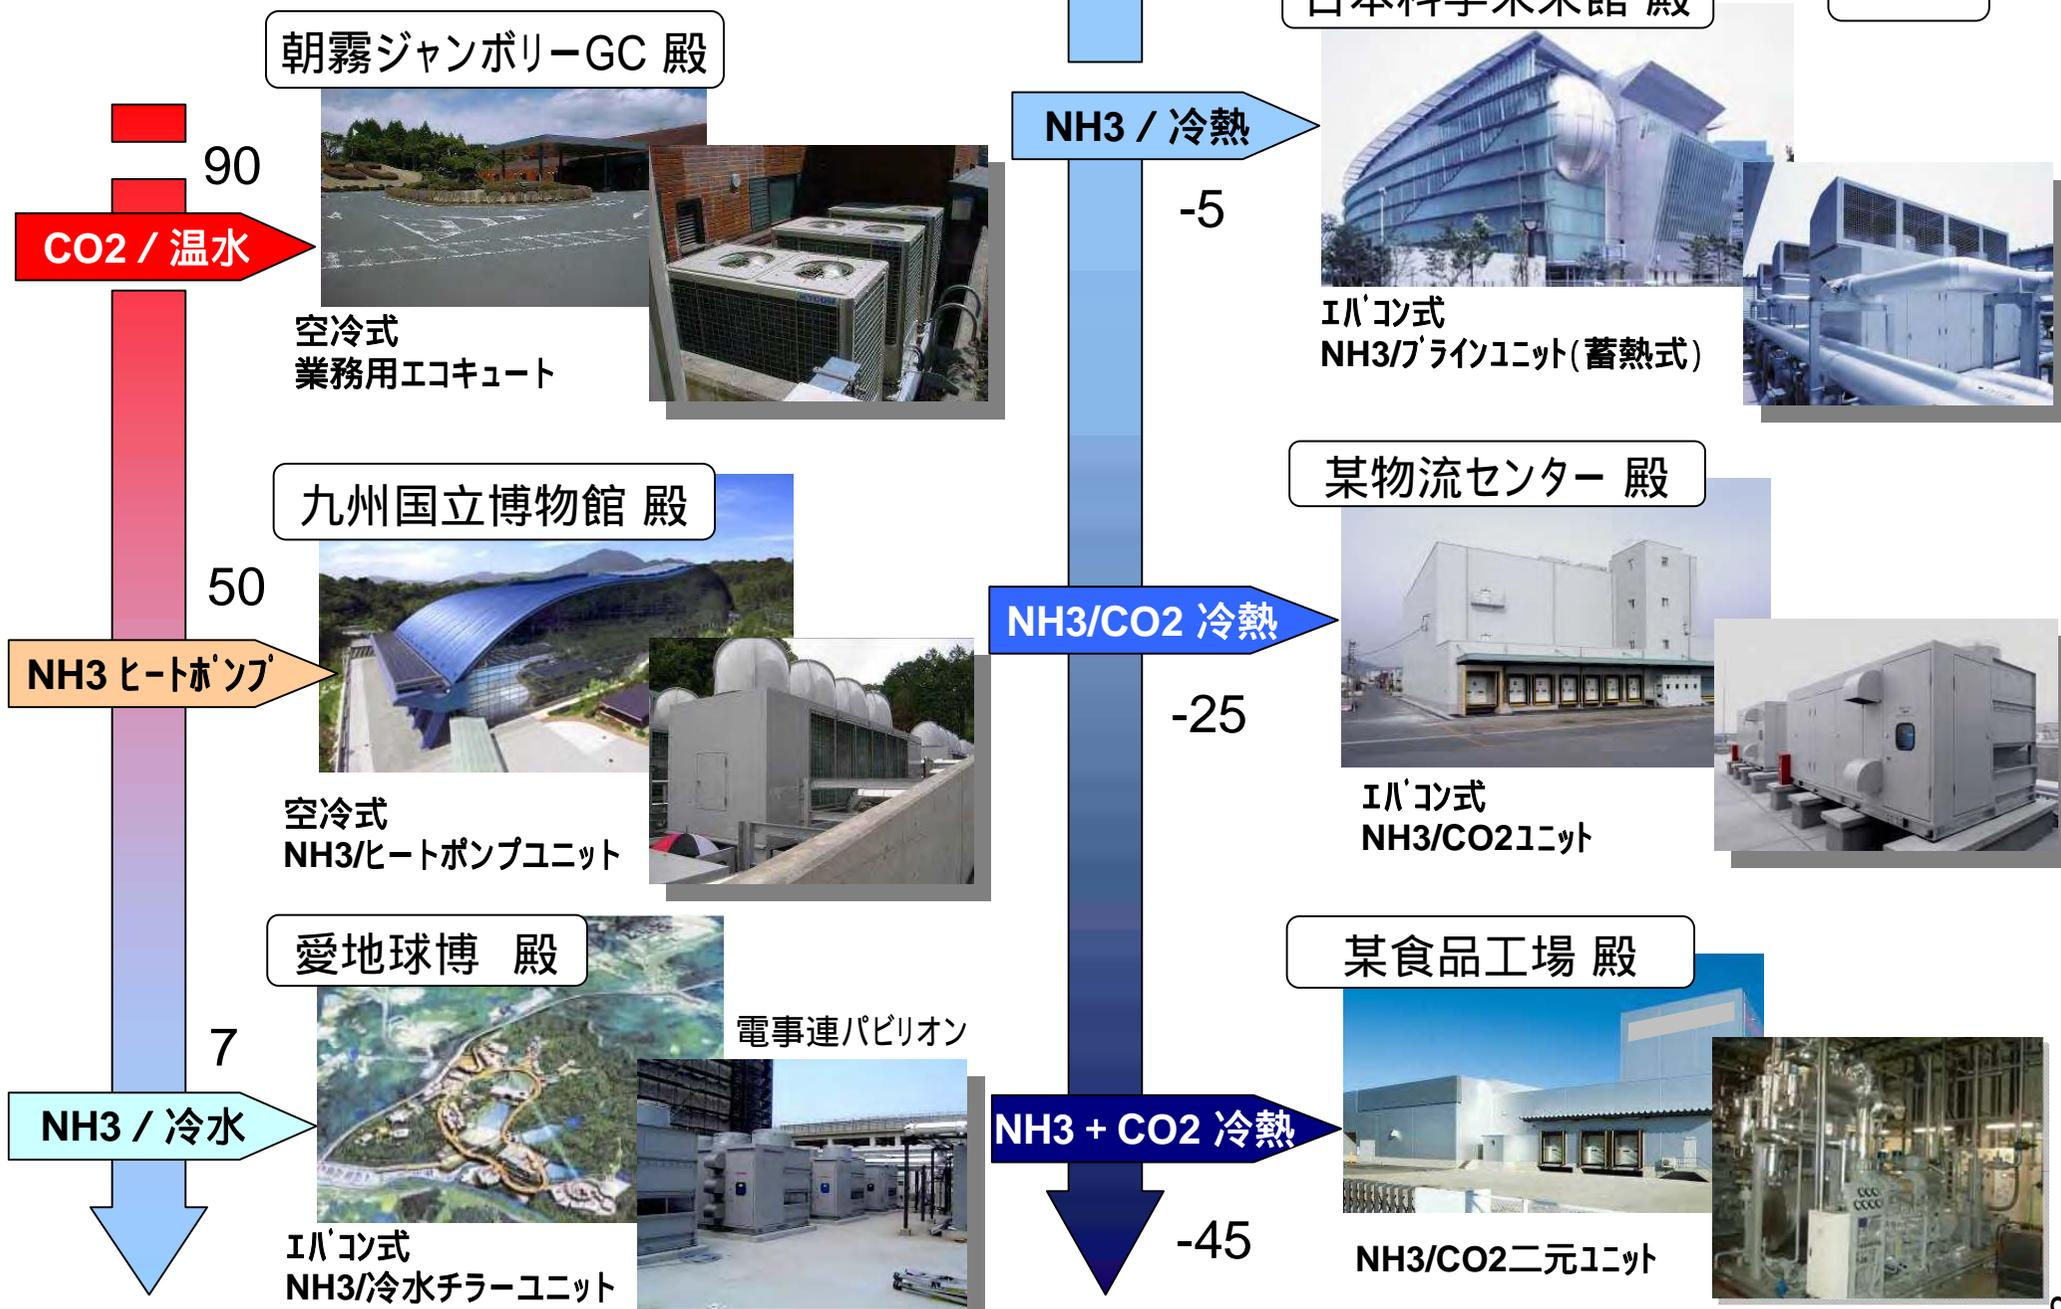 朝霧ジャンボリーGC 殿
90
CO2 / 温水
空冷式
業務用エコキュート
九州国立博物館 殿
50
NH3 ヒートポンプ
空冷式
NH3/ヒートポンプユニット
愛地球博 殿
電事連パビリオン
7
NH3 / 冷水
エバコン式
NH3/冷水チラーユニット
日本科学未来館 殿
NH3 / 冷熱
-5
エバコン式
NH3/ブラインユニット(蓄熱式)
某物流センター 殿
NH3/CO2 冷熱
-25
エバコン式
NH3/CO2ユニット
某食品工場 殿
NH3 + CO2 冷熱
-45
NH3/CO2二元ユニット